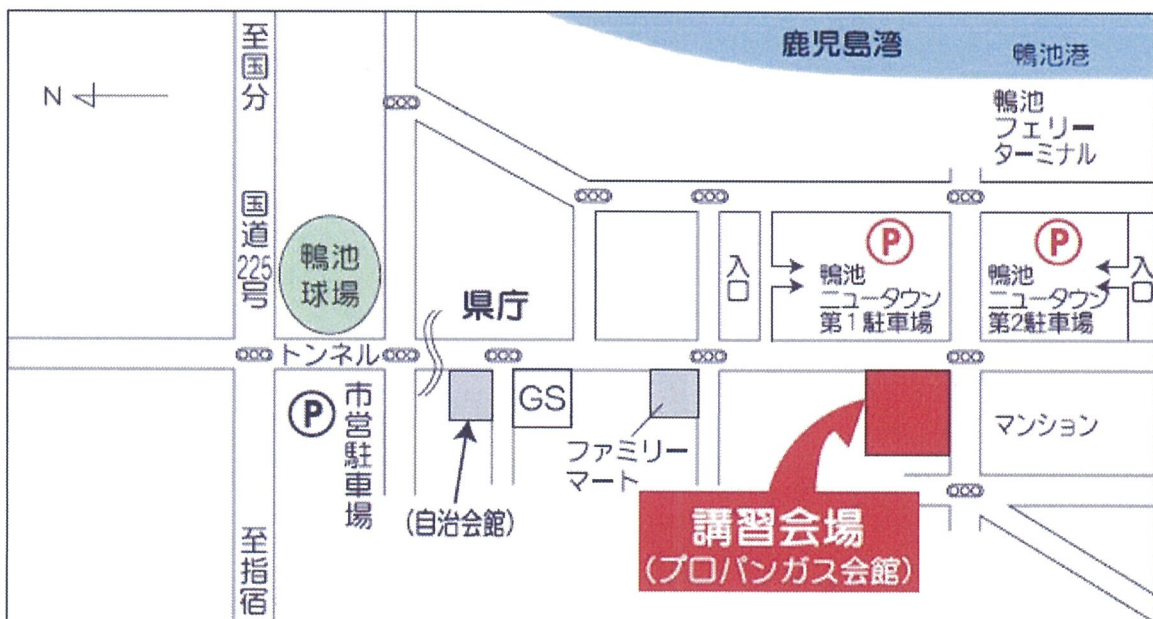 至国分
国道225号
至指宿
N
鹿児島湾
鴨池港
鴨池
フェリー
ターミナル
鴨池
球場
県庁
入口
P
鴨池
ニュータウン
第1駐車場
P
鴨池
ニュータウン
第2駐車場
入口
トンネル
P
市営駐車場
(自治会館)
GS
ファミリー
マート
マンション
講習会場
(プロパンガス会館)